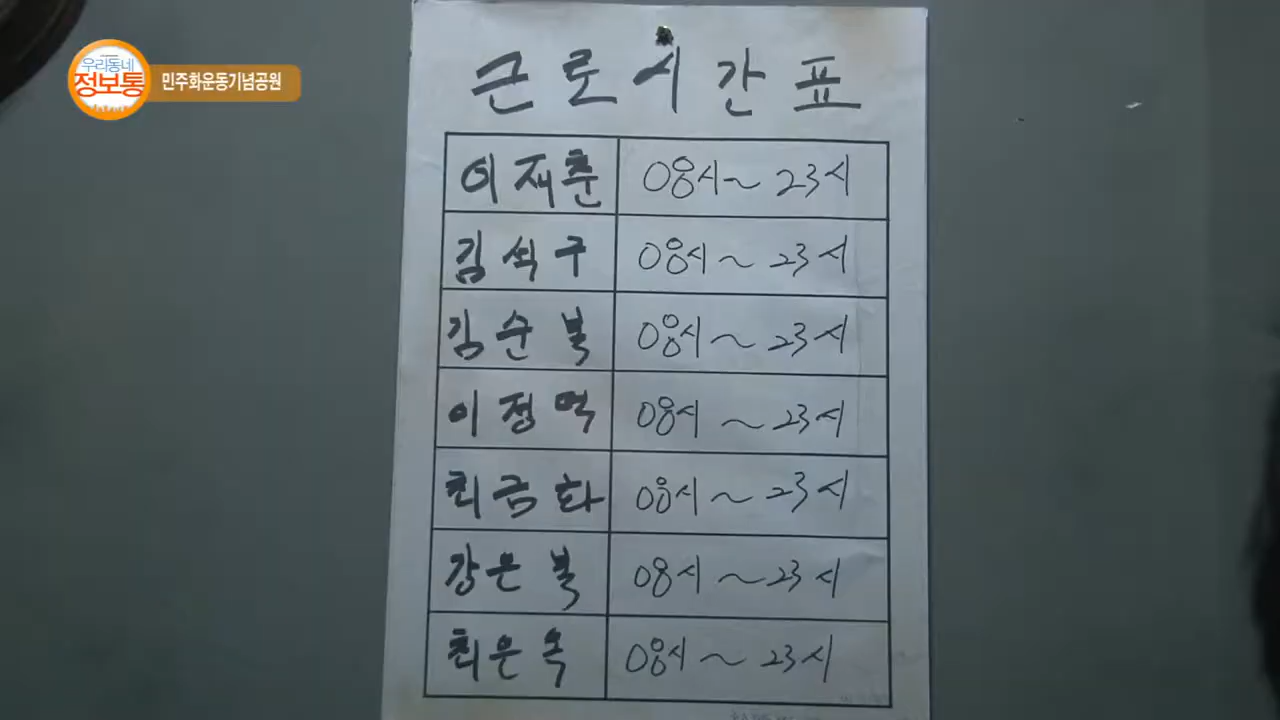 우리동네
정보통
민주화운동기념공원
근로시간표
이재춘 08시~23시
김석구 08시~23시
김순복 08시~23시
이정억 08시~23시
최금화 08시~23시
강은복 08시~23시
최은옥 08시~23시